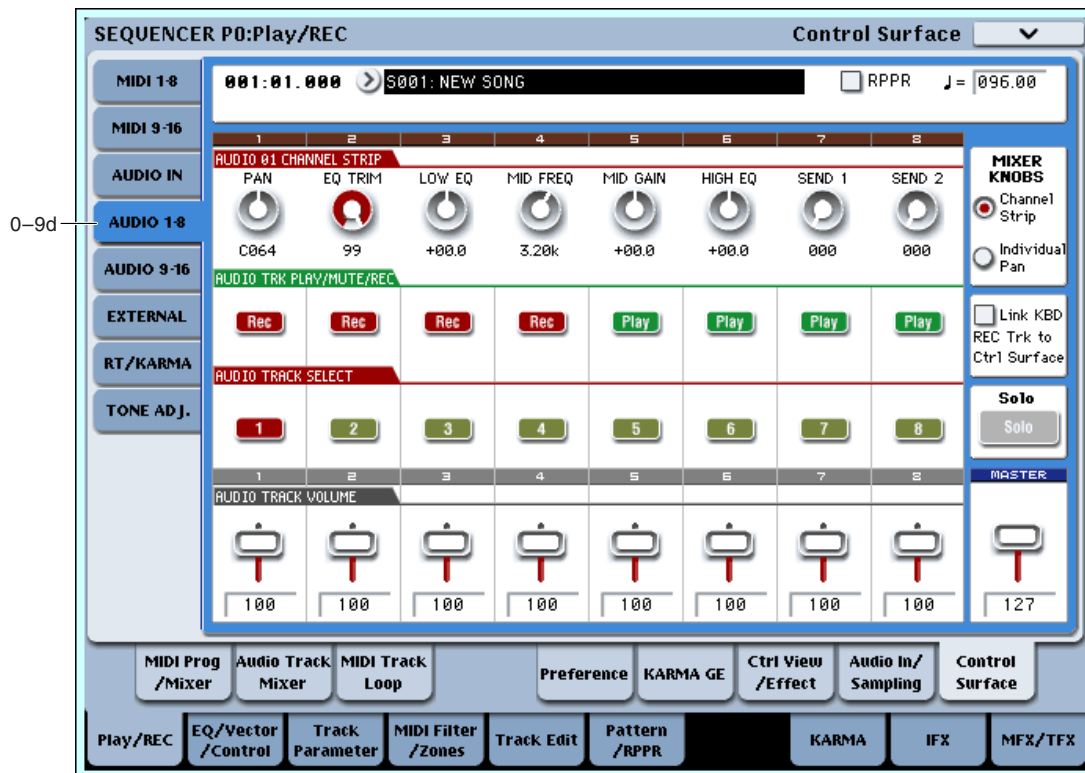 SEQUENCER P0:Play/REC Control Surface
MIDI 1-8
MIDI 9-16
AUDIO IN
0–9d
AUDIO 1-8
AUDIO 9-16
EXTERNAL
RT/KARMA
TONE ADJ.
001:01.000 S001: NEW SONG RPPR ♩= 096.00
1 2 3 4 5 6 7 8
AUDIO 01 CHANNEL STRIP
PAN EQ TRIM LOW EQ MID FREQ MID GAIN HIGH EQ SEND 1 SEND 2
C064 99 +00.0 3.20k +00.0 +00.0 000 000
AUDIO TRK PLAY/MUTE/REC
Rec Rec Rec Rec Play Play Play Play
AUDIO TRACK SELECT
1 2 3 4 5 6 7 8
1 2 3 4 5 6 7 8
AUDIO TRACK VOLUME
100 100 100 100 100 100 100 100
MIXER
KNOBS
Channel
Strip
Individual
Pan
Link KBD
REC Trk to
Ctrl Surface
Solo
Solo
MASTER
127
MIDI Prog
/Mixer
Audio Track
Mixer
MIDI Track
Loop
Preference
KARMA GE
Ctrl View
/Effect
Audio In/
Sampling
Control
Surface
Play/REC
EQ/Vector
/Control
Track
Parameter
MIDI Filter
/Zones
Track Edit
Pattern
/RPPR
KARMA
IFX
MFX/TFX